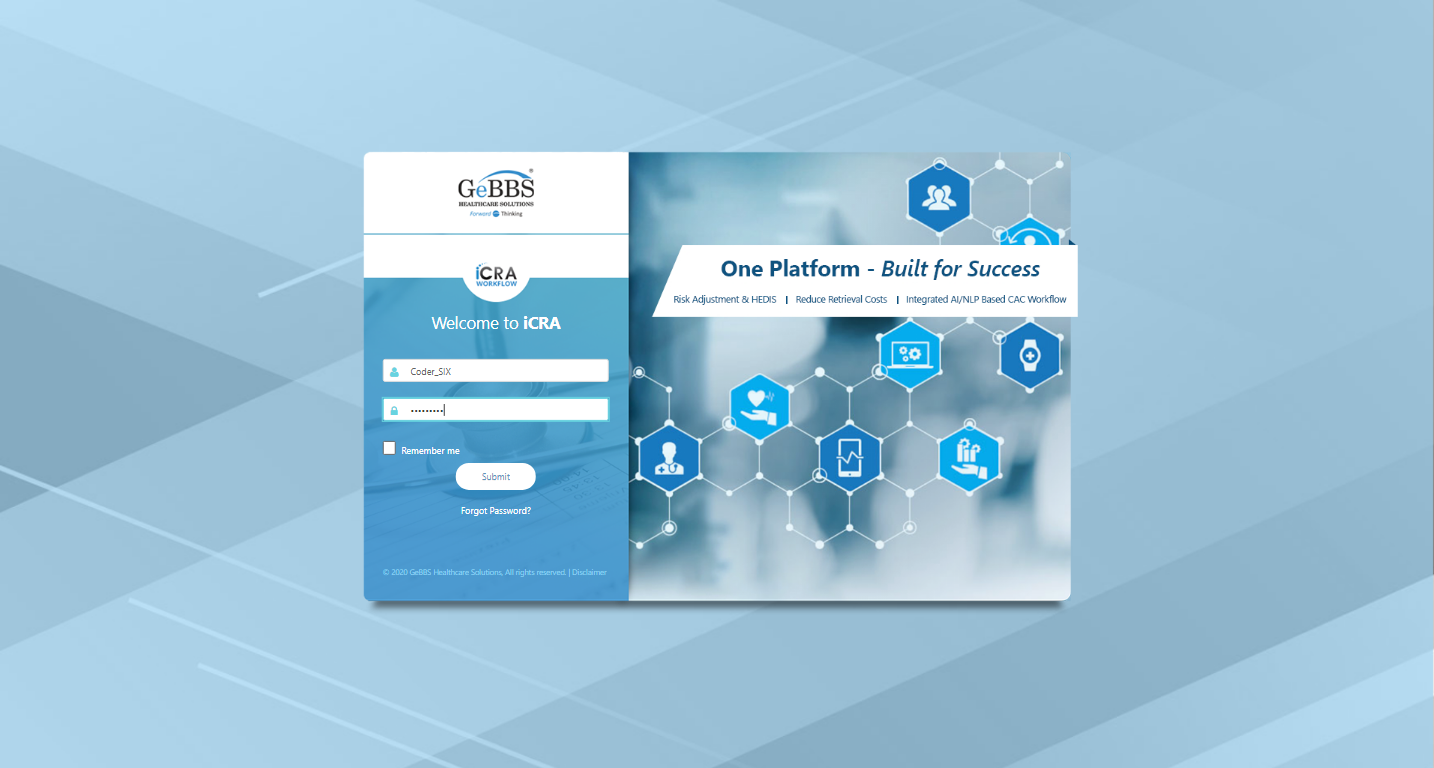 GeBBS®
HEALTHCARE SOLUTIONS
Forward Thinking
iCRA
WORKFLOW
Welcome to iCRA
Coder_SIX
•••••••••
Remember me
Submit
Forgot Password?
© 2020 GeBBS Healthcare Solutions, All rights reserved. | Disclaimer
One Platform - Built for Success
Risk Adjustment & HEDIS | Reduce Retrieval Costs | Integrated AI/NLP Based CAC Workflow